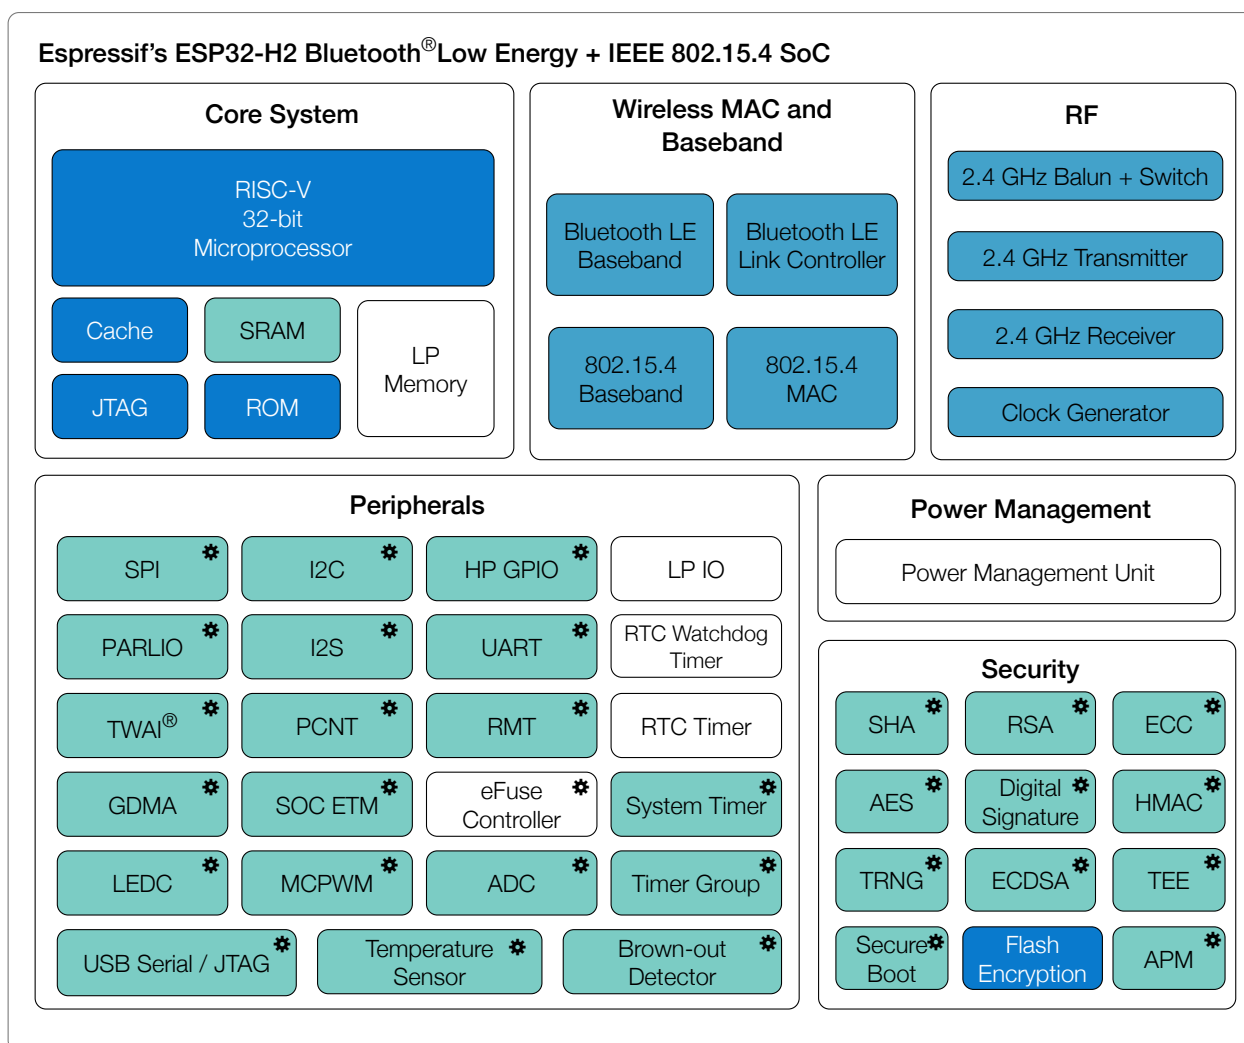 Espressif's ESP32-H2 Bluetooth®Low Energy + IEEE 802.15.4 SoC
Core System
RISC-V
32-bit
Microprocessor
Cache
SRAM
LP
Memory
JTAG
ROM
Wireless MAC and
Baseband
Bluetooth LE
Baseband
Bluetooth LE
Link Controller
802.15.4
Baseband
802.15.4
MAC
RF
2.4 GHz Balun + Switch
2.4 GHz Transmitter
2.4 GHz Receiver
Clock Generator
Peripherals
SPI
I2C
HP GPIO
LP IO
PARLIO
I2S
UART
RTC Watchdog
Timer
TWAI®
PCNT
RMT
RTC Timer
GDMA
SOC ETM
eFuse
Controller
System Timer
LEDC
MCPWM
ADC
Timer Group
USB Serial / JTAG
Temperature
Sensor
Brown-out
Detector
Power Management
Power Management Unit
Security
SHA
RSA
ECC
AES
Digital
Signature
HMAC
TRNG
ECDSA
TEE
Secure
Boot
Flash
Encryption
APM